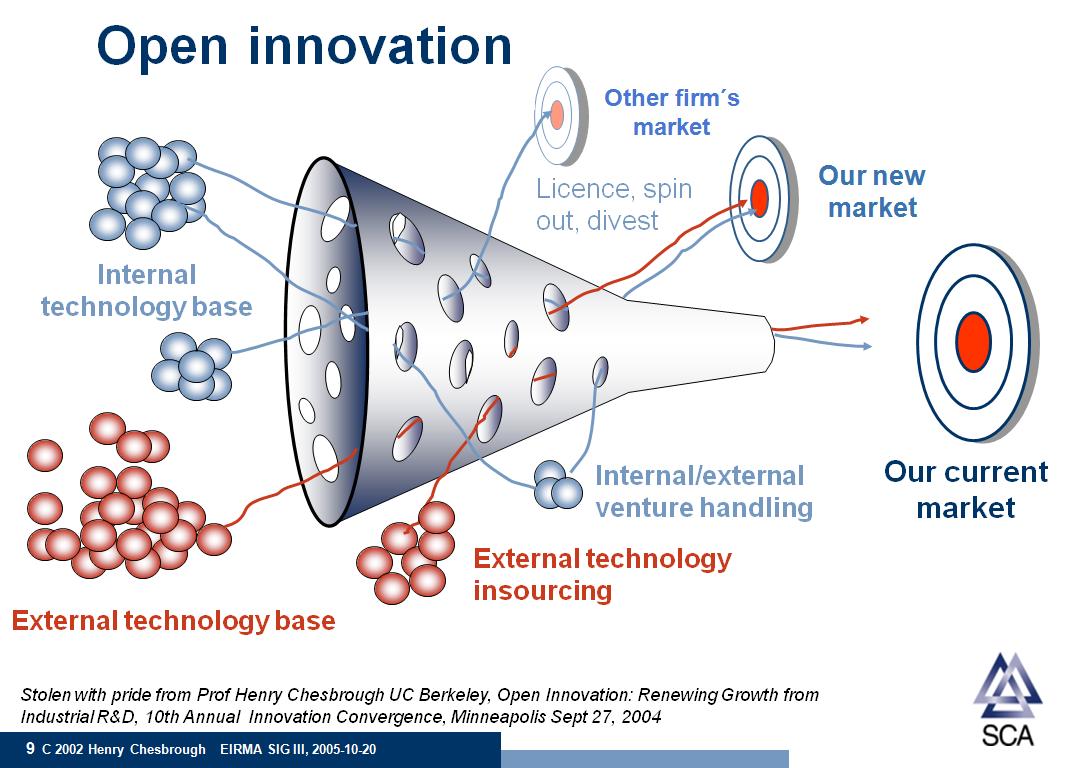 Open innovation
Other firm´s
market
Licence, spin
out, divest
Our new
market
Internal
technology base
Our current
market
Internal/external
venture handling
External technology
insourcing
External technology base
Stolen with pride from Prof Henry Chesbrough UC Berkeley, Open Innovation: Renewing Growth from
Industrial R&D, 10th Annual Innovation Convergence, Minneapolis Sept 27, 2004
SCA
9 C 2002 Henry Chesbrough EIRMA SIG III, 2005-10-20